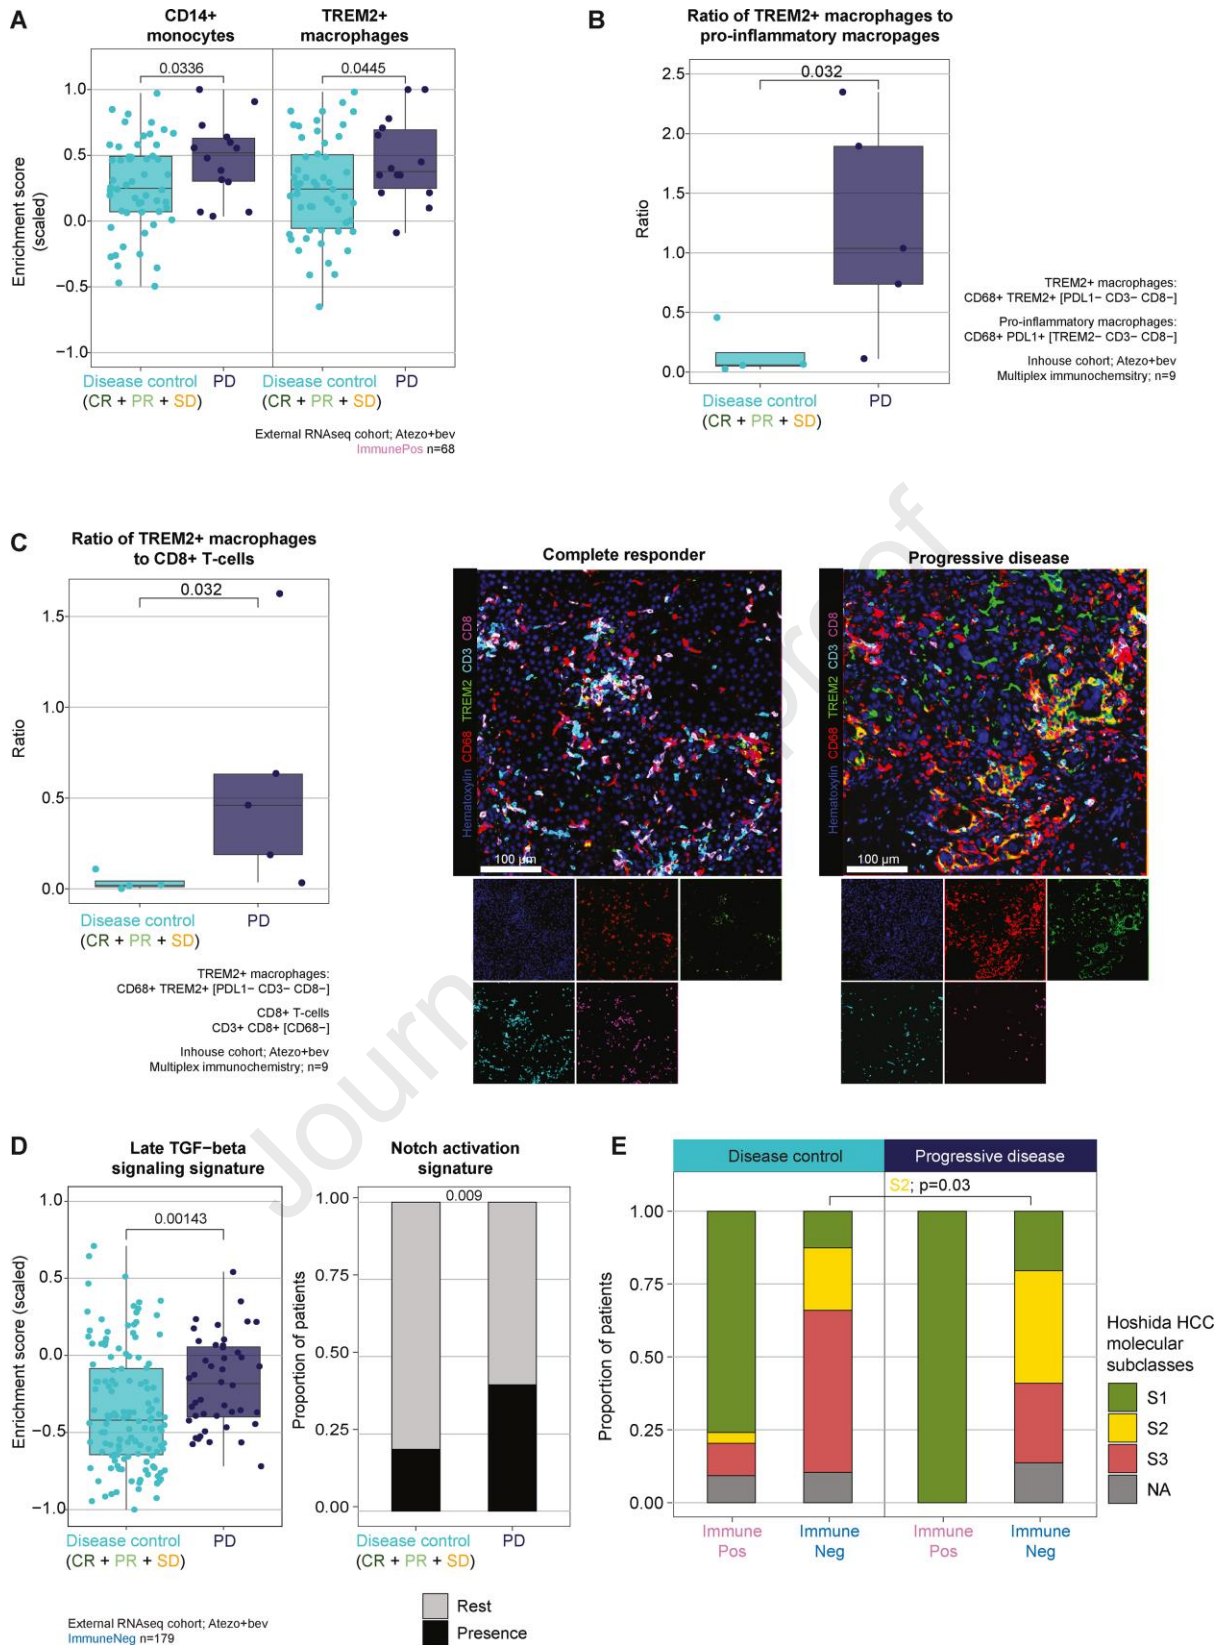 A
CD14+
monocytes
TREM2+
macrophages
0.0336
0.0445
1.0
0.5
0.0
−0.5
−1.0
Enrichment score
(scaled)
Disease control
(CR + PR + SD)
PD
Disease control
(CR + PR + SD)
PD
External RNAseq cohort; Atezo+bev
ImmunePos n=68
B
Ratio of TREM2+ macrophages to
pro-inflammatory macropages
0.032
2.5
2.0
1.5
1.0
0.5
0.0
Ratio
Disease control
(CR + PR + SD)
PD
TREM2+ macrophages:
CD68+ TREM2+ [PDL1− CD3− CD8−]
Pro-inflammatory macrophages:
CD68+ PDL1+ [TREM2− CD3− CD8−]
Inhouse cohort; Atezo+bev
Multiplex immunochemsitry; n=9
C
Ratio of TREM2+ macrophages
to CD8+ T-cells
0.032
1.5
1.0
0.5
0.0
Ratio
Disease control
(CR + PR + SD)
PD
TREM2+ macrophages:
CD68+ TREM2+ [PDL1− CD3− CD8−]
CD8+ T-cells
CD3+ CD8+ [CD68−]
Inhouse cohort; Atezo+bev
Multiplex immunochemistry; n=9
Complete responder
Hematoxylin CD68 TREM2 CD3 CD8
100 µm
Progressive disease
Hematoxylin CD68 TREM2 CD3 CD8
100 µm
Journal Pre-proof
D
Late TGF−beta
signaling signature
0.00143
1.0
0.5
0.0
−0.5
−1.0
Enrichment score (scaled)
Disease control
(CR + PR + SD)
PD
External RNAseq cohort; Atezo+bev
ImmuneNeg n=179
Notch activation
signature
0.009
1.00
0.75
0.50
0.25
0.00
Proportion of patients
Disease control
(CR + PR + SD)
PD
Rest
Presence
E
Disease control
Progressive disease
S2; p=0.03
1.00
0.75
0.50
0.25
0.00
Proportion of patients
Immune
Pos
Immune
Neg
Immune
Pos
Immune
Neg
Hoshida HCC
molecular
subclasses
S1
S2
S3
NA